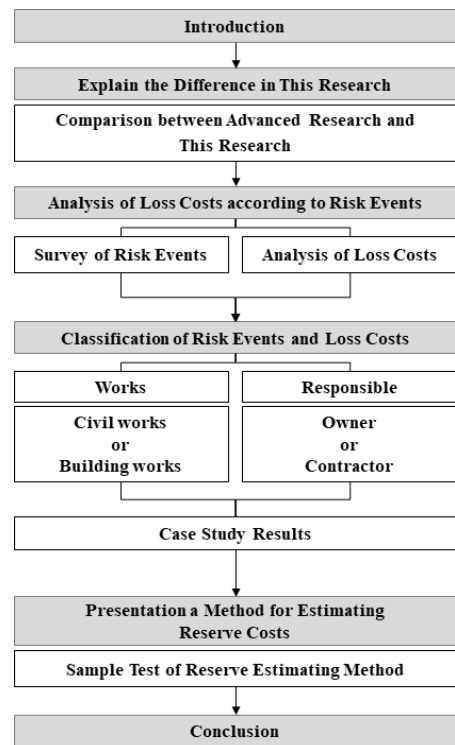 Introduction
Explain the Difference in This Research
Comparison between Advanced Research and
This Research
Analysis of Loss Costs according to Risk Events
Survey of Risk Events
Analysis of Loss Costs
Classification of Risk Events and Loss Costs
Works
Responsible
Civil works
or
Building works
Owner
or
Contractor
Case Study Results
Presentation a Method for Estimating
Reserve Costs
Sample Test of Reserve Estimating Method
Conclusion